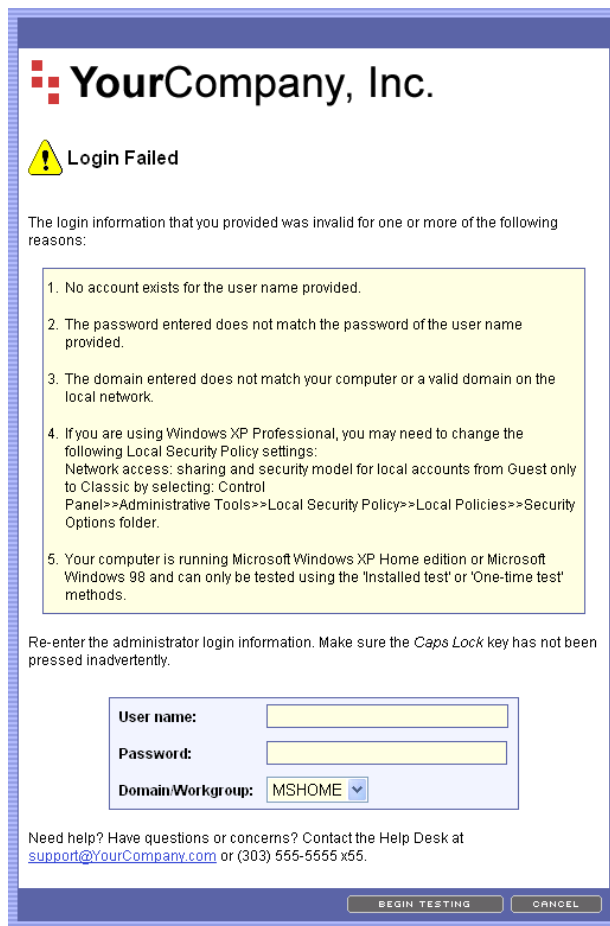 YourCompany, Inc.
Login Failed
The login information that you provided was invalid for one or more of the following
reasons:
1. No account exists for the user name provided.
2. The password entered does not match the password of the user name
provided.
3. The domain entered does not match your computer or a valid domain on the
local network.
4. If you are using Windows XP Professional, you may need to change the
following Local Security Policy settings:
Network access: sharing and security model for local accounts from Guest only
to Classic by selecting: Control
Panel>>Administrative Tools>>Local Security Policy>>Local Policies>>Security
Options folder.
5. Your computer is running Microsoft Windows XP Home edition or Microsoft
Windows 98 and can only be tested using the 'Installed test' or 'One-time test'
methods.
Re-enter the administrator login information. Make sure the Caps Lock key has not been
pressed inadvertently.
User name:
Password:
Domain/Workgroup: MSHOME
Need help? Have questions or concerns? Contact the Help Desk at
support@YourCompany.com or (303) 555-5555 x55.
BEGIN TESTING CANCEL